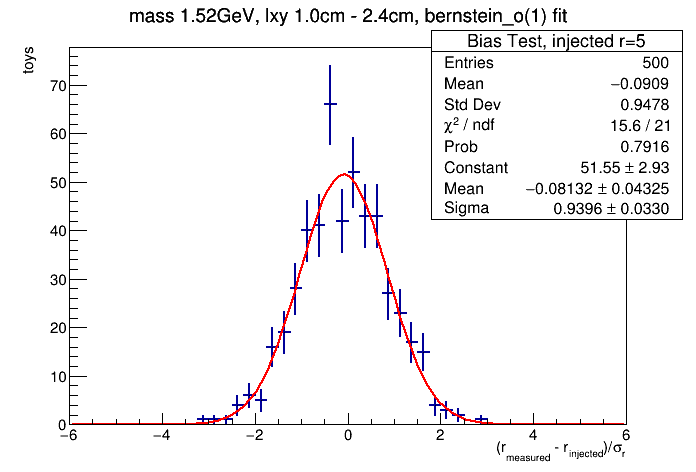 mass 1.52GeV, lxy 1.0cm - 2.4cm, bernstein_o(1) fit
Bias Test, injected r=5
Entries 500
Mean −0.0909
Std Dev 0.9478
χ² / ndf 15.6 / 21
Prob 0.7916
Constant 51.55 ± 2.93
Mean −0.08132 ± 0.04325
Sigma 0.9396 ± 0.0330
toys
70
60
50
40
30
20
10
0
−6 −4 −2 0 2 4 6
(r_measured - r_injected)/σ_r